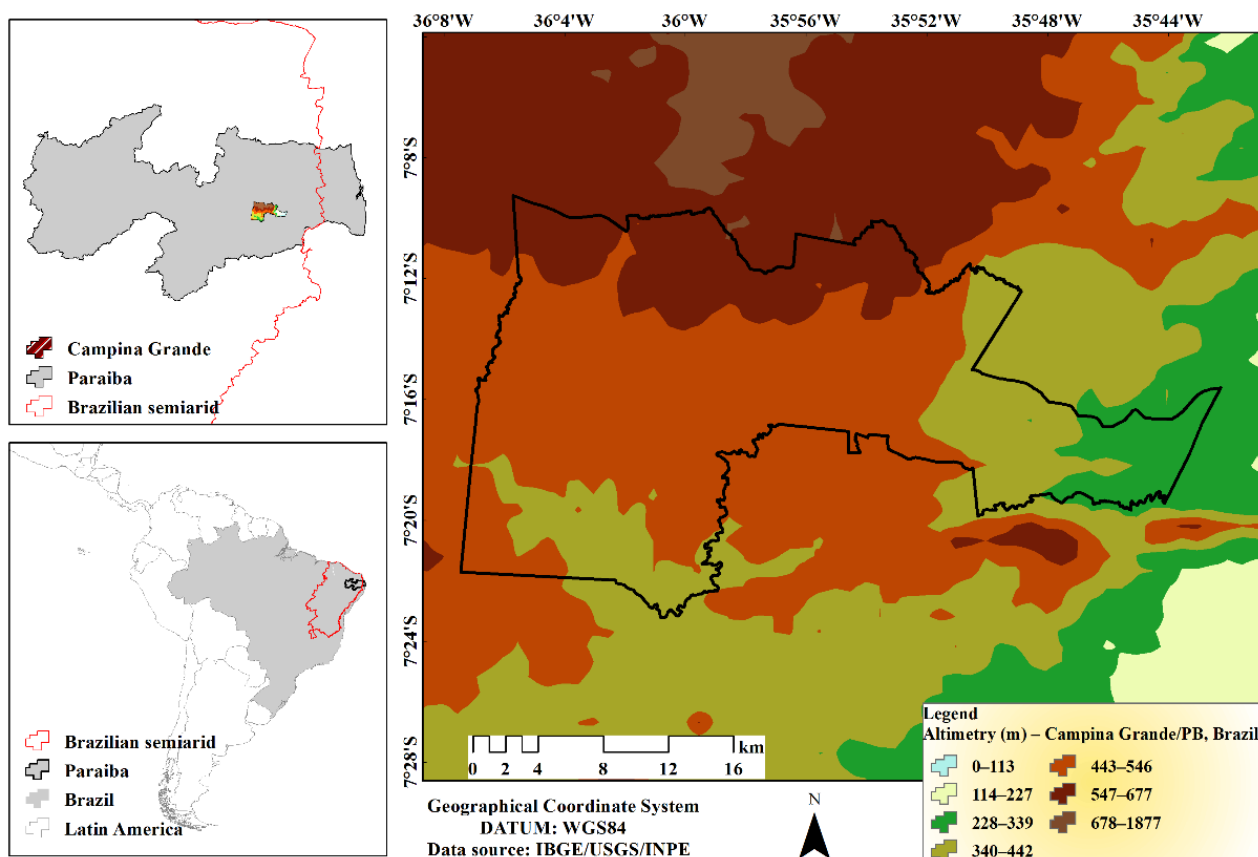 Campina Grande
Paraiba
Brazilian semiarid
Brazilian semiarid
Paraiba
Brazil
Latin America
36°8'W 36°4'W 36°0'W 35°56'W 35°52'W 35°48'W 35°44'W
7°8'S
7°12'S
7°16'S
7°20'S
7°24'S
7°28'S
km
0 2 4 8 12 16
Geographical Coordinate System
DATUM: WGS84
Data source: IBGE/USGS/INPE
N
Legend
Altimetry (m) – Campina Grande/PB, Brazil
0–113 443–546
114–227 547–677
228–339 678–1877
340–442